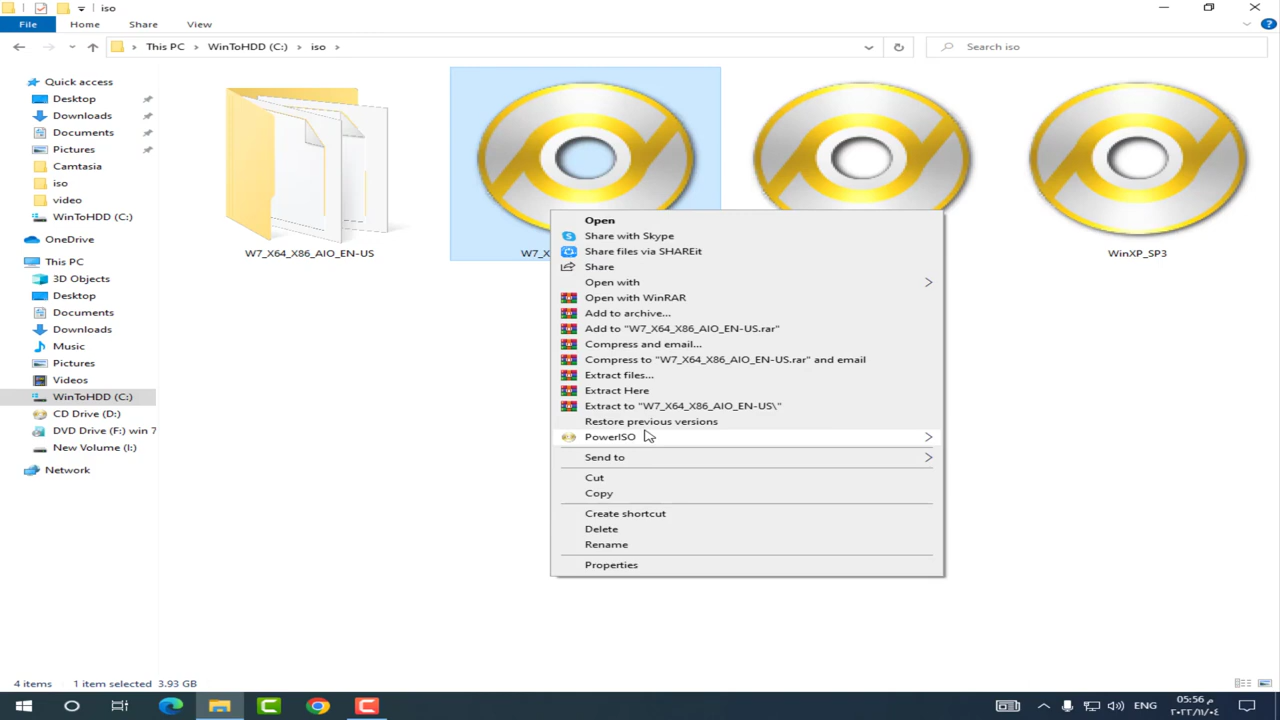 iso
File
Home
Share
View
This PC
WinToHDD (C:)
iso
Search iso
Quick access
Desktop
Downloads
Documents
Pictures
Camtasia
iso
video
WinToHDD (C:)
OneDrive
This PC
3D Objects
Desktop
Documents
Downloads
Music
Pictures
Videos
WinToHDD (C:)
CD Drive (D:)
DVD Drive (F:) win 7
New Volume (I:)
Network
W7_X64_X86_AIO_EN-US
W7_X
WinXP_SP3
Open
Share with Skype
Share files via SHAREit
Share
Open with
Open with WinRAR
Add to archive...
Add to "W7_X64_X86_AIO_EN-US.rar"
Compress and email...
Compress to "W7_X64_X86_AIO_EN-US.rar" and email
Extract files...
Extract Here
Extract to "W7_X64_X86_AIO_EN-US\"
Restore previous versions
PowerISO
Send to
Cut
Copy
Create shortcut
Delete
Rename
Properties
4 items
1 item selected 3.93 GB
ENG
05:56 م